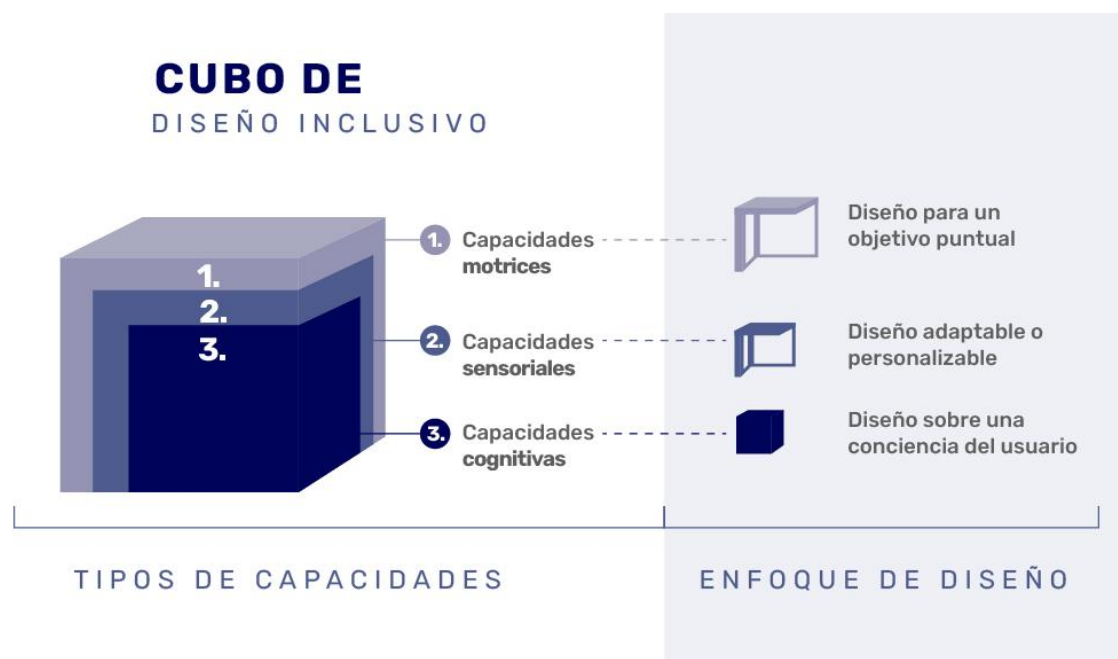 CUBO DE
DISEÑO INCLUSIVO
1.
2.
3.
1. Capacidades
motrices
Diseño para un
objetivo puntual
2. Capacidades
sensoriales
Diseño adaptable o
personalizable
3. Capacidades
cognitivas
Diseño sobre una
conciencia del usuario
TIPOS DE CAPACIDADES
ENFOQUE DE DISEÑO